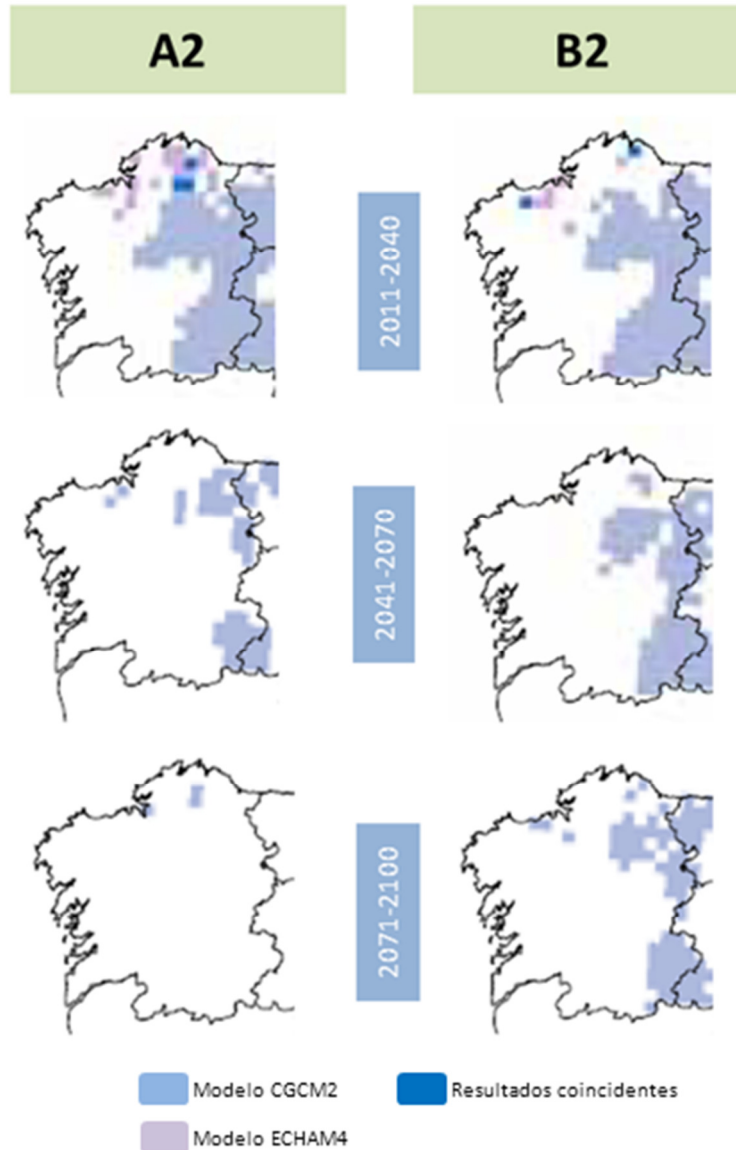 A2
B2
2011-2040
2041-2070
2071-2100
Modelo CGCM2
Resultados coincidentes
Modelo ECHAM4